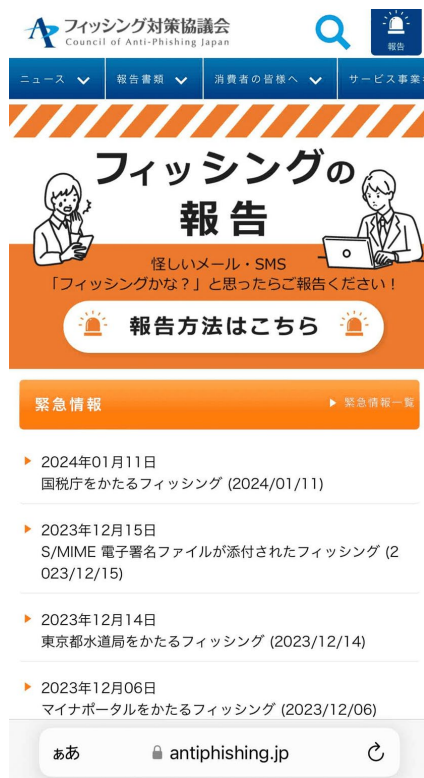 フィッシング対策協議会
Council of Anti-Phishing Japan
報告
ニュース
報告書類
消費者の皆様へ
サービス事業
フィッシングの
報告
怪しいメール・SMS
「フィッシングかな？」と思ったらご報告ください！
報告方法はこちら
緊急情報
緊急情報一覧
2024年01月11日
国税庁をかたるフィッシング (2024/01/11)
2023年12月15日
S/MIME 電子署名ファイルが添付されたフィッシング (2
023/12/15)
2023年12月14日
東京都水道局をかたるフィッシング (2023/12/14)
2023年12月06日
マイナポータルをかたるフィッシング (2023/12/06)
ぁあ
antiphishing.jp